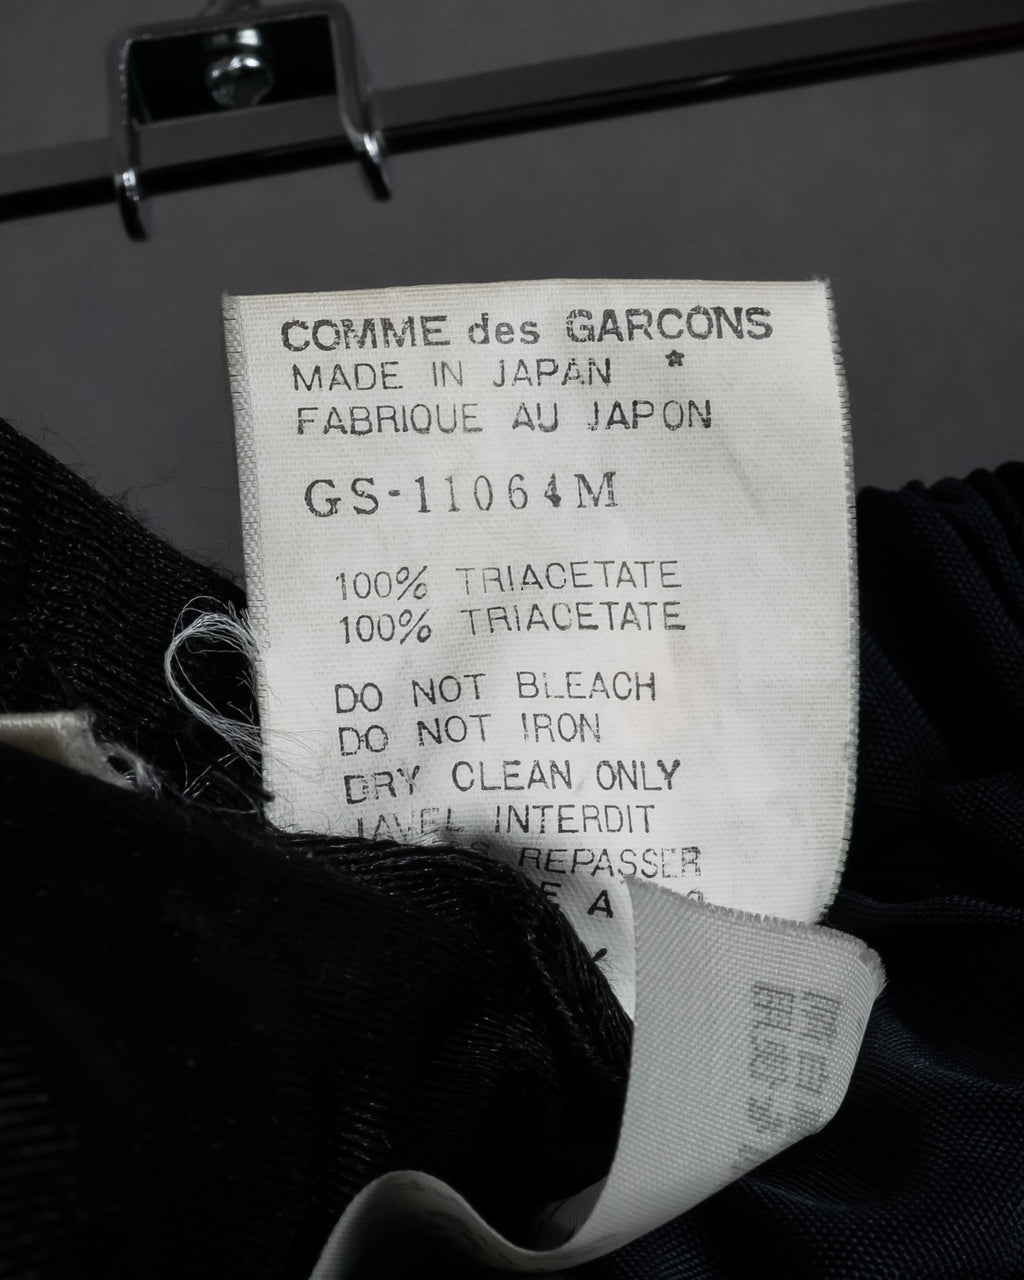 COMME des GARCONS
*
MADE IN JAPAN
FABRIQUE AU JAPON
GS-11064M
100% TRIACETATE
100% TRIACETATE
DO NOT BLEACH
DO NOT IRON
DRY CLEAN ONLY
JAVEL INTERDIT
REPASSER
A